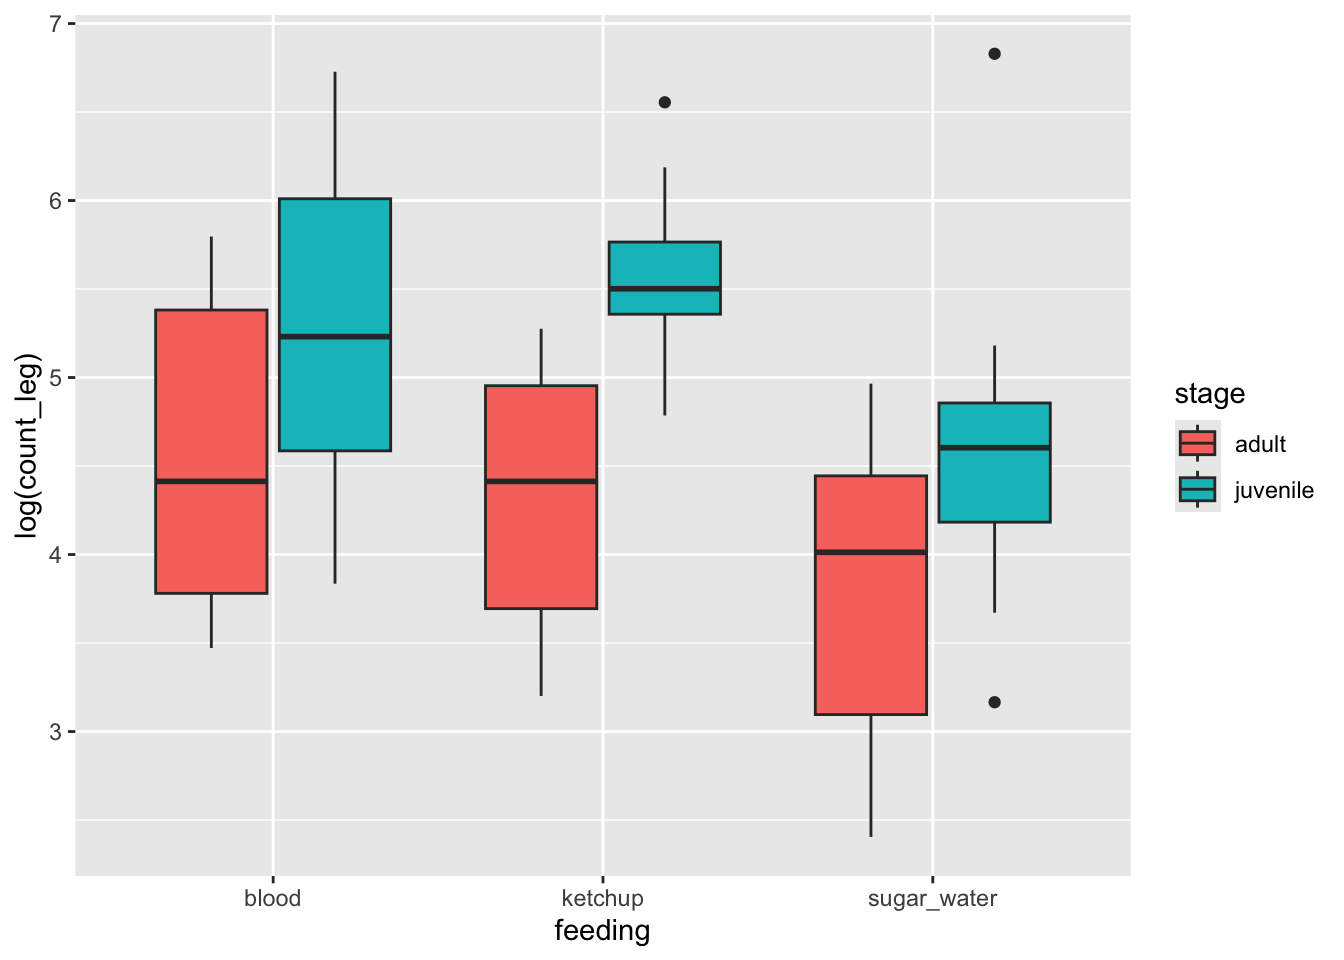 7
6
5
4
3
log(count_leg)
blood
ketchup
sugar_water
feeding
stage
adult
juvenile